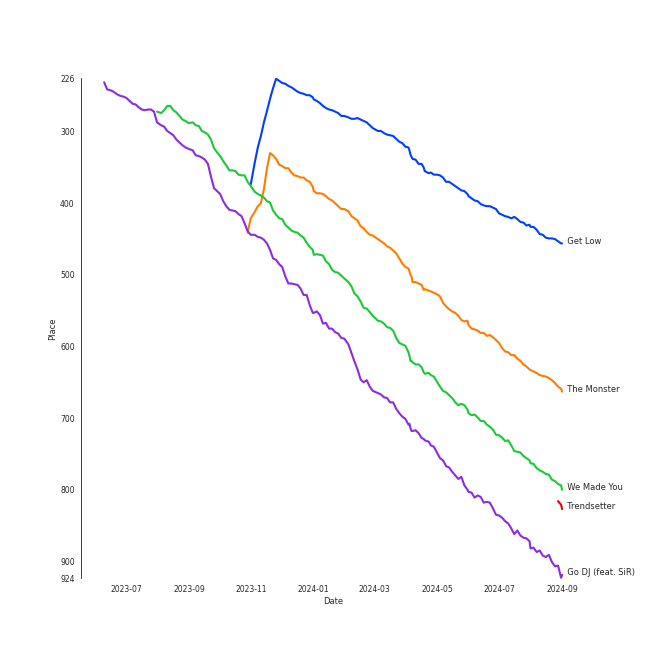 226
300
400
500
600
700
800
900
924
Place
2023-07
2023-09
2023-11
2024-01
2024-03
2024-05
2024-07
2024-09
Date
Get Low
The Monster
We Made You
Trendsetter
Go DJ (feat. SiR)